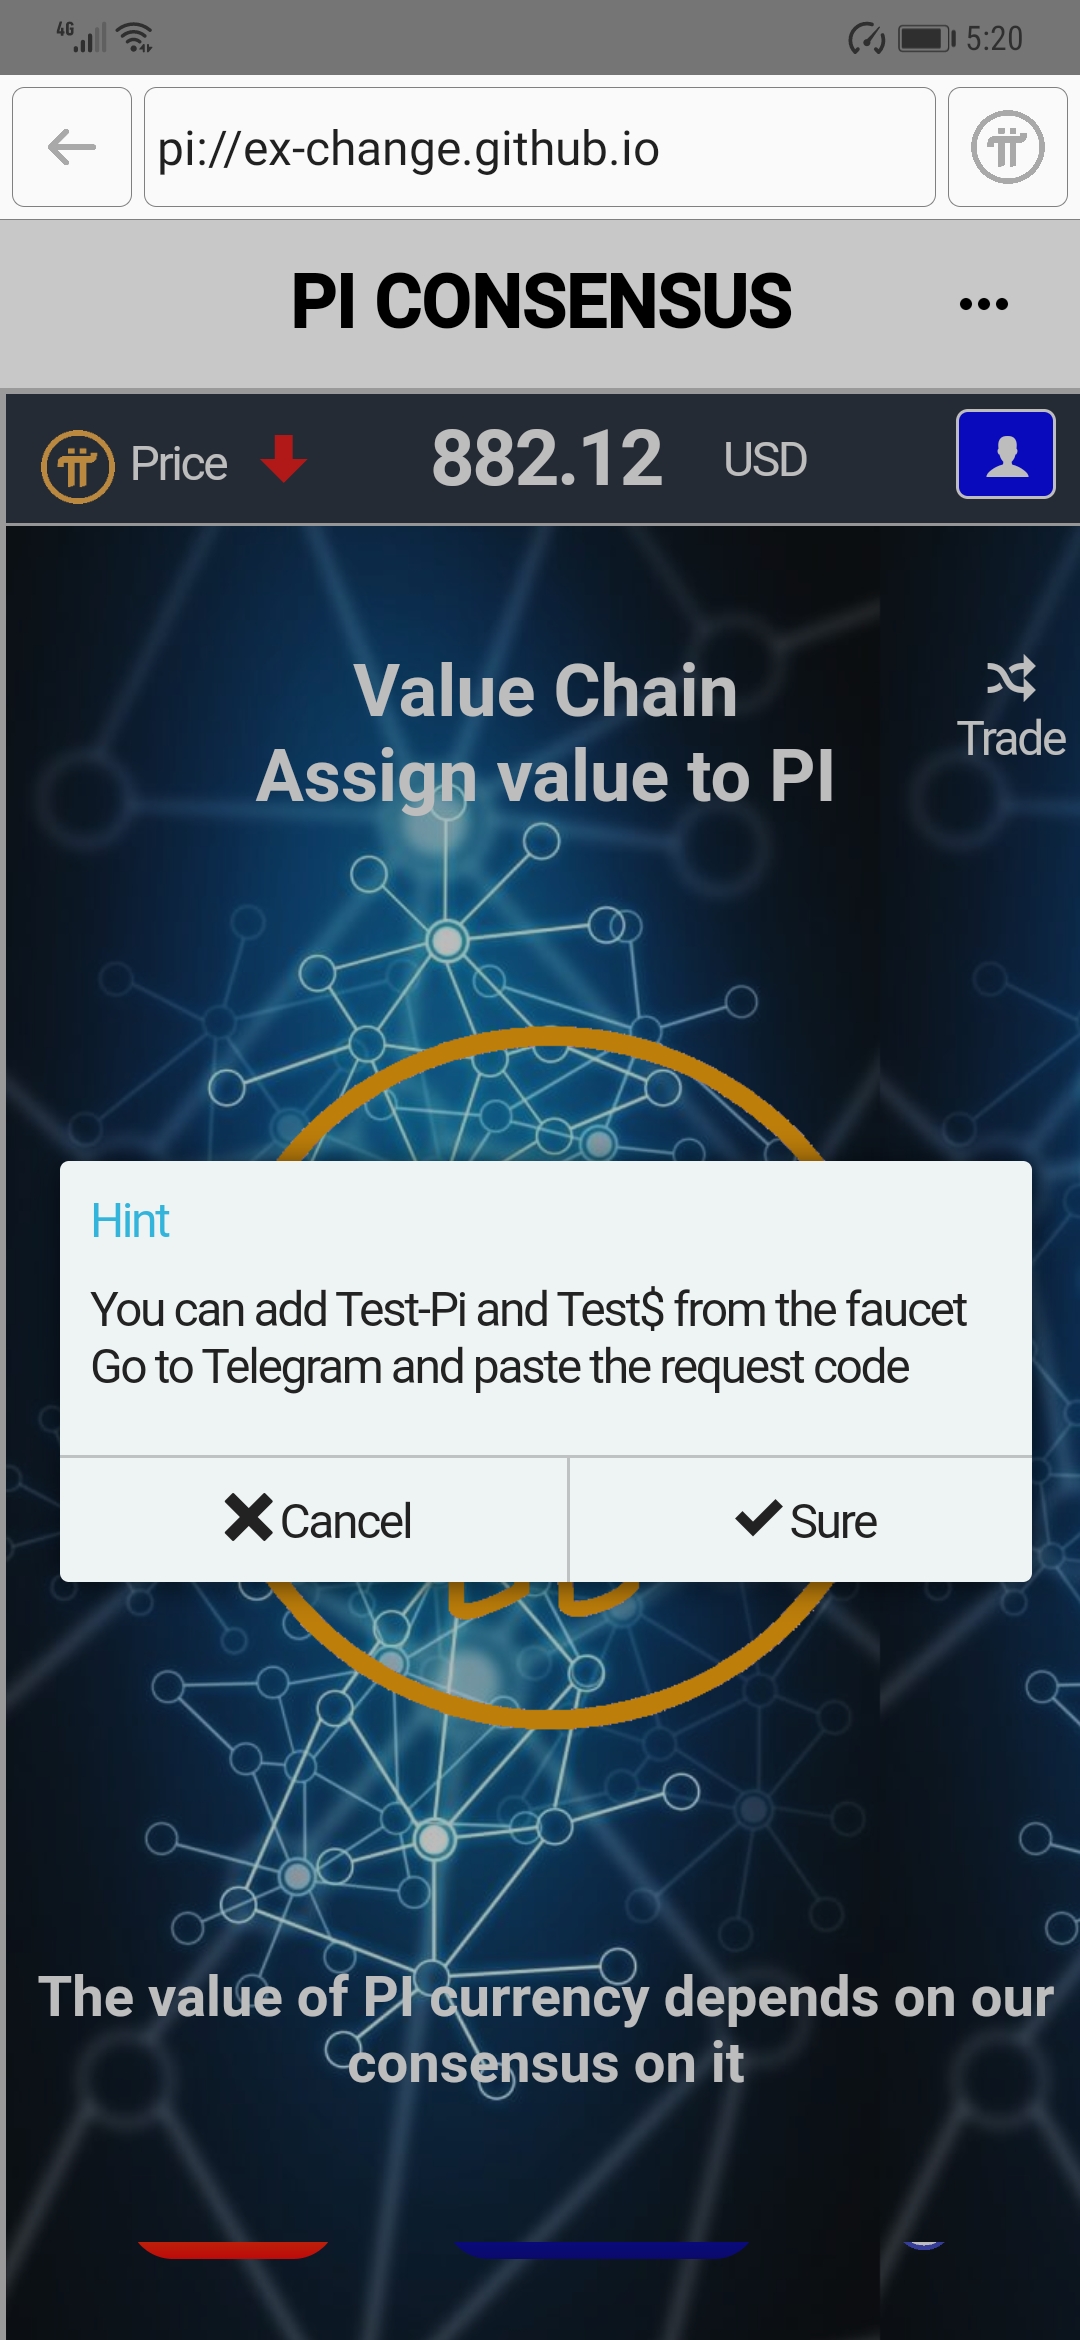 4G
5:20
pi://ex-change.github.io
PI CONSENSUS
Price 882.12 USD
Value Chain
Assign value to PI
Trade
Hint
You can add Test-Pi and Test$ from the faucet
Go to Telegram and paste the request code
Cancel
Sure
The value of PI currency depends on our
consensus on it